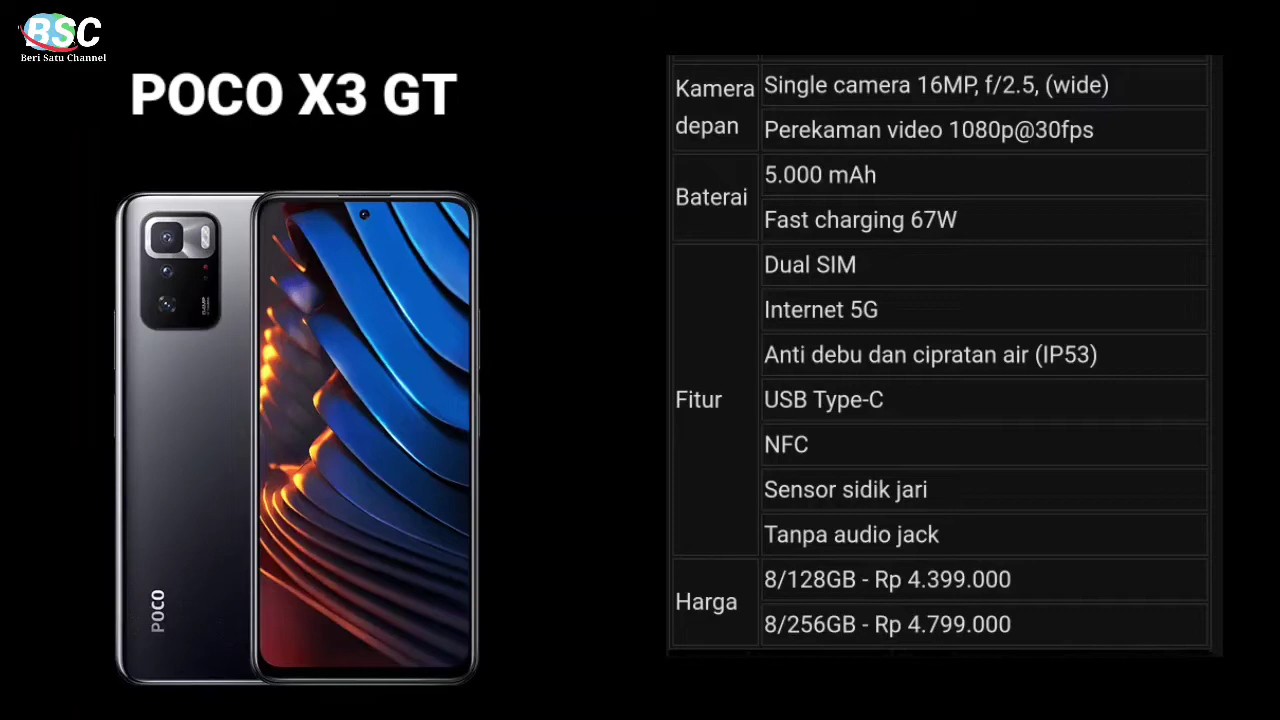 BSC
Beri Satu Channel
POCO X3 GT
POCO
Kamera depan
Single camera 16MP, f/2.5, (wide)
Perekaman video 1080p@30fps
Baterai
5.000 mAh
Fast charging 67W
Fitur
Dual SIM
Internet 5G
Anti debu dan cipratan air (IP53)
USB Type-C
NFC
Sensor sidik jari
Tanpa audio jack
Harga
8/128GB - Rp 4.399.000
8/256GB - Rp 4.799.000